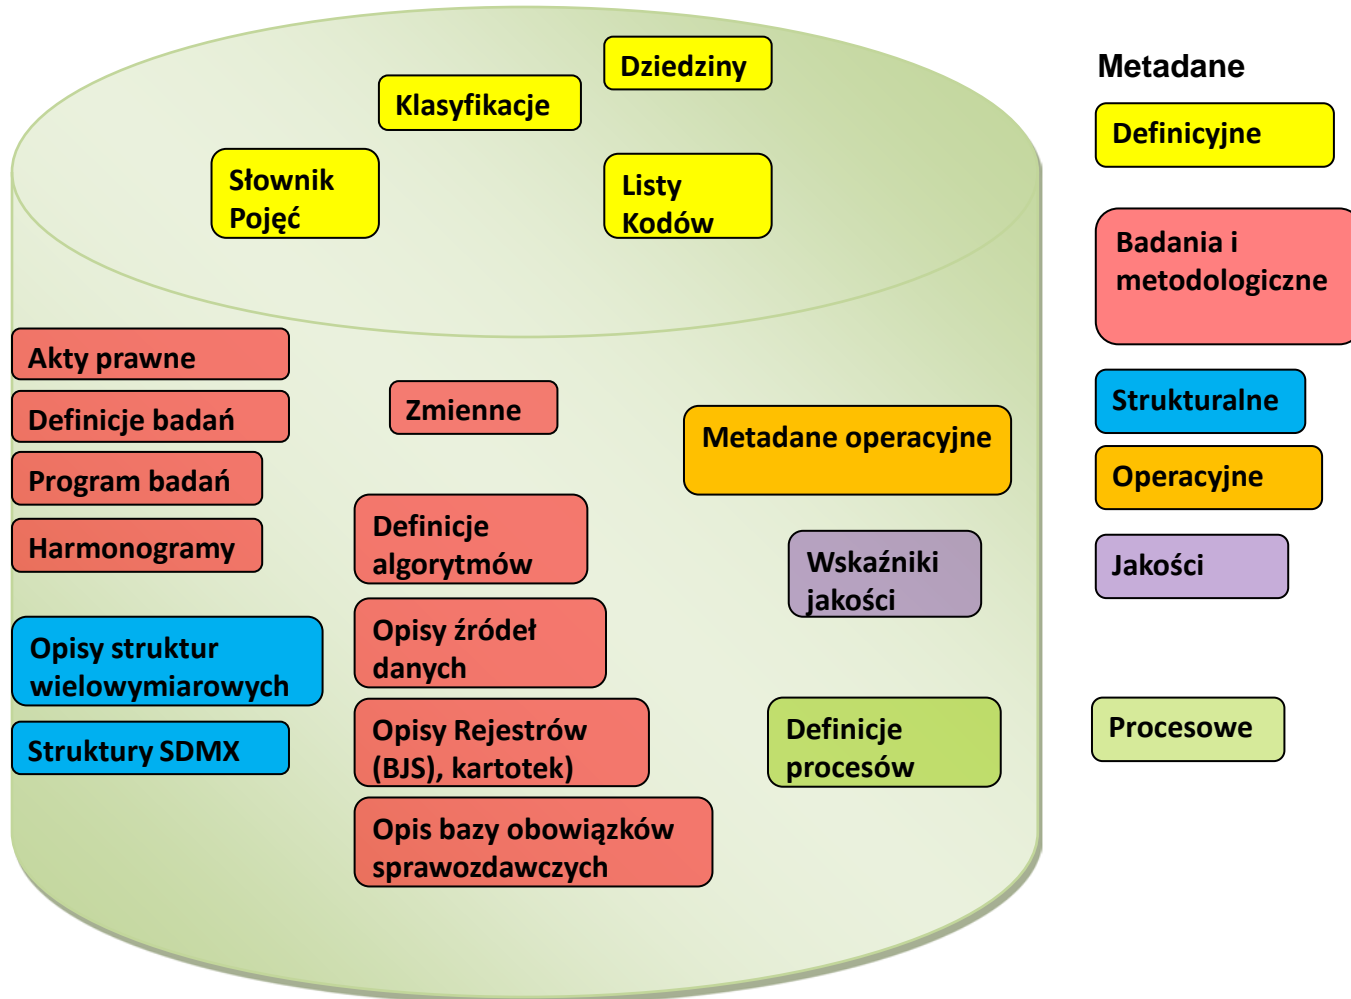 Dziedziny
Klasyfikacje
Słownik
Pojęć
Listy
Kodów
Akty prawne
Definicje badań
Program badań
Harmonogramy
Opisy struktur
wielowymiarowych
Struktury SDMX
Zmienne
Definicje
algorytmów
Opisy źródeł
danych
Opisy Rejestrów
(BJS), kartotek)
Opis bazy obowiązków
sprawozdawczych
Metadane operacyjne
Wskaźniki
jakości
Definicje
procesów
Metadane
Definicyjne
Badania i
metodologiczne
Strukturalne
Operacyjne
Jakości
Procesowe